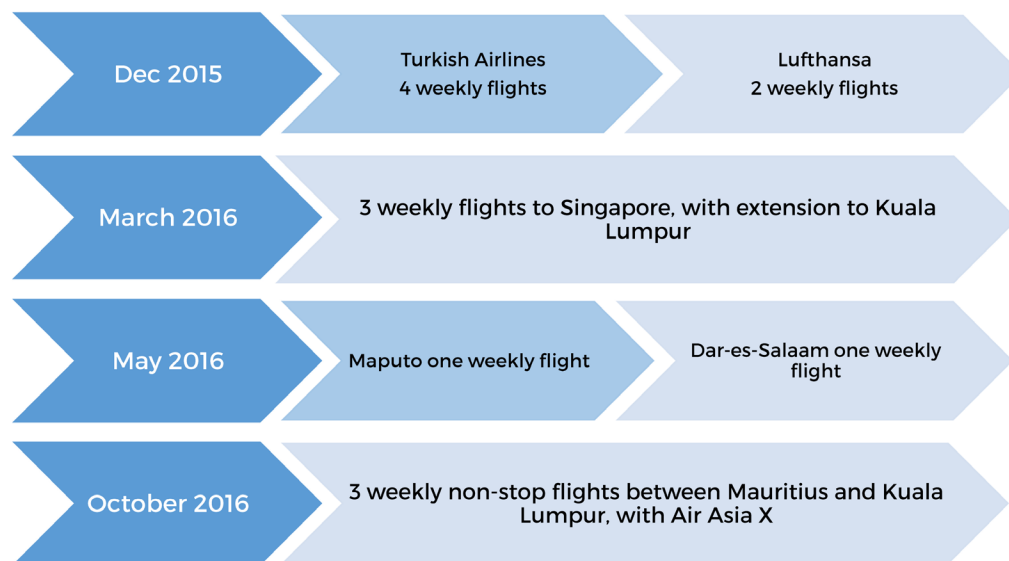 Dec 2015
Turkish Airlines
4 weekly flights
Lufthansa
2 weekly flights
March 2016
3 weekly flights to Singapore, with extension to Kuala
Lumpur
May 2016
Maputo one weekly flight
Dar-es-Salaam one weekly
flight
October 2016
3 weekly non-stop flights between Mauritius and Kuala
Lumpur, with Air Asia X